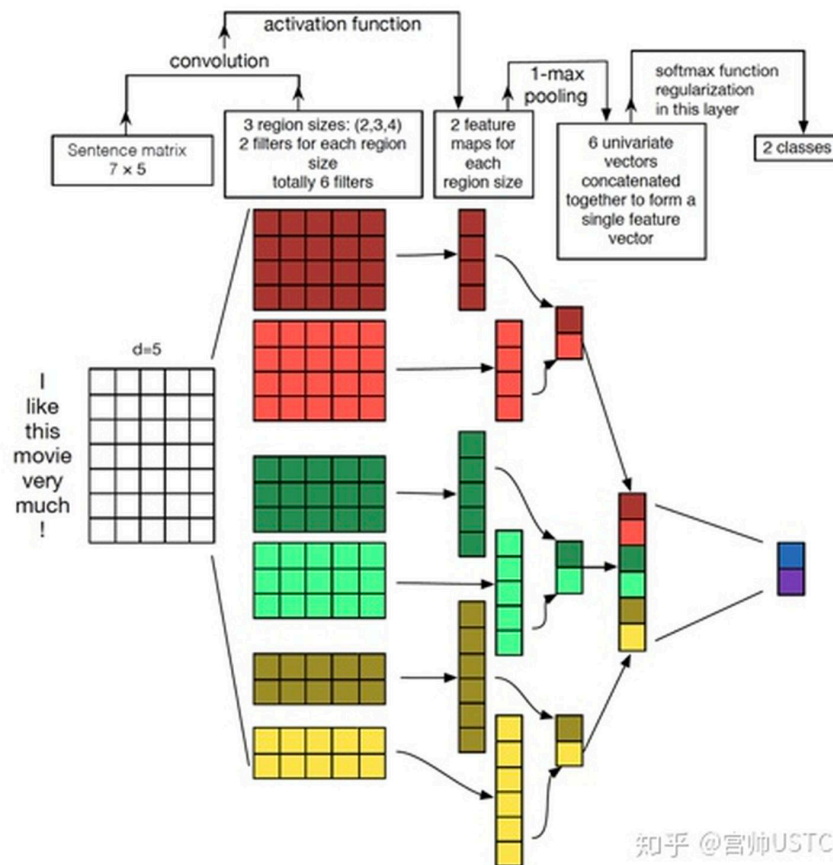 activation function
convolution
1-max
pooling
softmax function
regularization
in this layer
Sentence matrix
7 × 5
3 region sizes: (2,3,4)
2 filters for each region
size
totally 6 filters
2 feature
maps for
each
region size
6 univariate
vectors
concatenated
together to form a
single feature
vector
2 classes
d=5
I
like
this
movie
very
much
!
知乎 @宫帅USTC